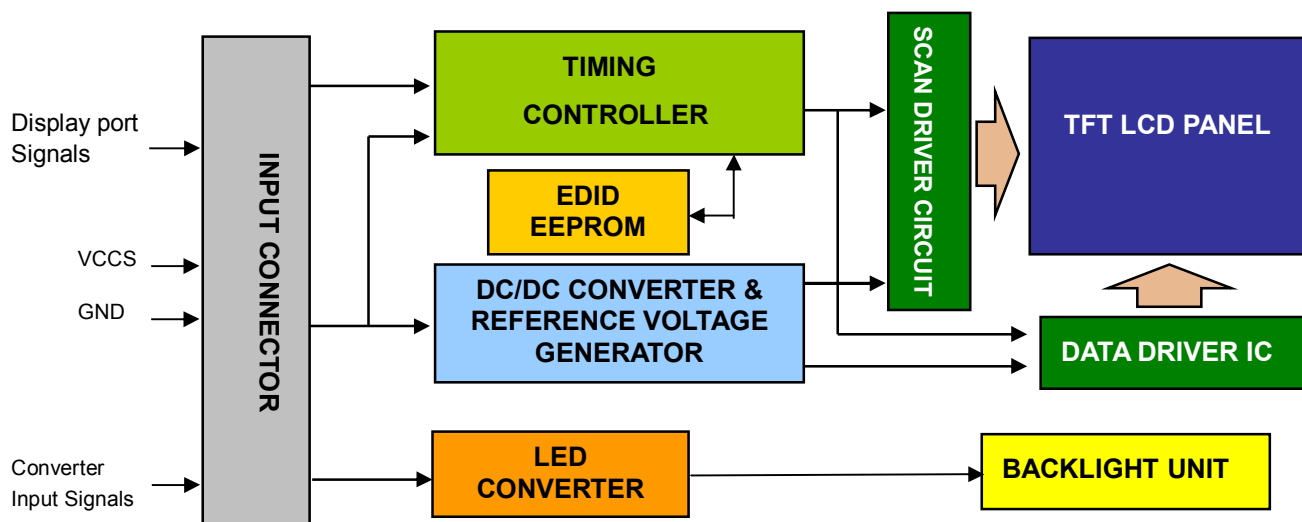 Display port
Signals
VCCS
GND
Converter
Input Signals
INPUT CONNECTOR
TIMING
CONTROLLER
EDID
EEPROM
DC/DC CONVERTER &
REFERENCE VOLTAGE
GENERATOR
LED
CONVERTER
SCAN DRIVER CIRCUIT
TFT LCD PANEL
DATA DRIVER IC
BACKLIGHT UNIT